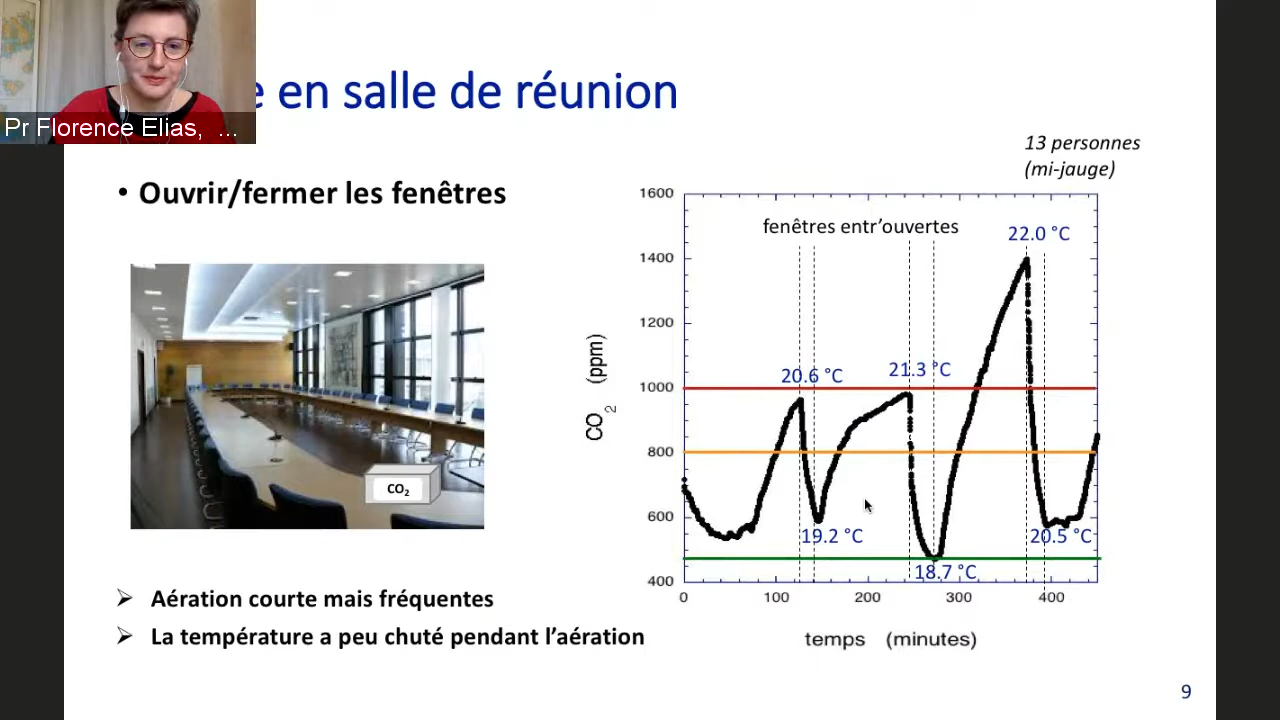 e en salle de réunion
Pr Florence Elias, ...
13 personnes
(mi-jauge)
• Ouvrir/fermer les fenêtres
fenêtres entr’ouvertes
22.0 °C
20.6 °C
21.3 °C
19.2 °C
20.5 °C
18.7 °C
1600
1400
1200
1000
800
600
400
CO2 (ppm)
0 100 200 300 400
temps (minutes)
CO2
➢ Aération courte mais fréquentes
➢ La température a peu chuté pendant l’aération
9